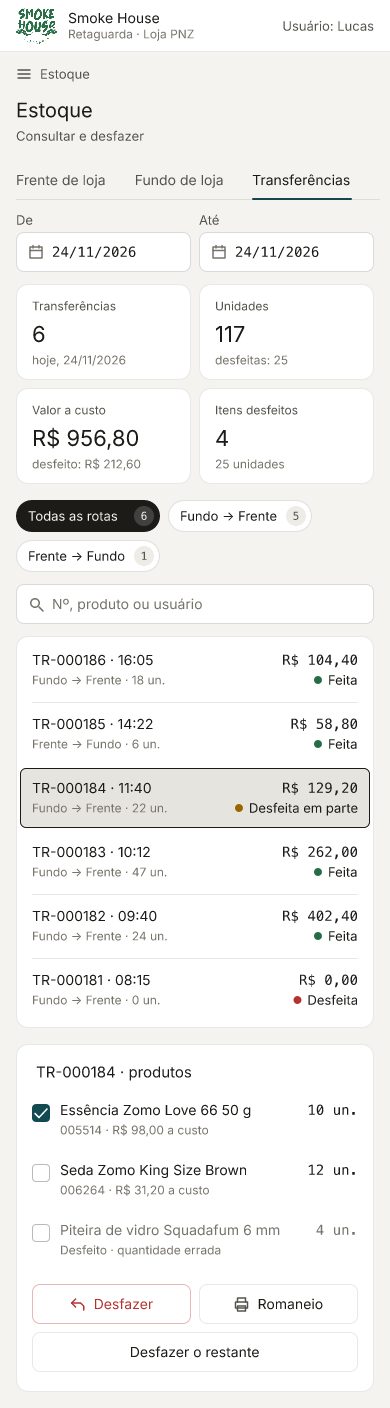 SMOKE HOUSE
Smoke House
Retaguarda · Loja PNZ
Usuário: Lucas
Estoque
Estoque
Consultar e desfazer
Frente de loja
Fundo de loja
Transferências
De
Até
24/11/2026
24/11/2026
Transferências
6
hoje, 24/11/2026
Unidades
117
desfeitas: 25
Valor a custo
R$ 956,80
desfeito: R$ 212,60
Itens desfeitos
4
25 unidades
Todas as rotas 6
Fundo → Frente 5
Frente → Fundo 1
Nº, produto ou usuário
TR-000186 · 16:05 R$ 104,40
Fundo → Frente · 18 un. Feita
TR-000185 · 14:22 R$ 58,80
Frente → Fundo · 6 un. Feita
TR-000184 · 11:40 R$ 129,20
Fundo → Frente · 22 un. Desfeita em parte
TR-000183 · 10:12 R$ 262,00
Fundo → Frente · 47 un. Feita
TR-000182 · 09:40 R$ 402,40
Fundo → Frente · 24 un. Feita
TR-000181 · 08:15 R$ 0,00
Fundo → Frente · 0 un. Desfeita
TR-000184 · produtos
Essência Zomo Love 66 50 g 10 un.
005514 · R$ 98,00 a custo
Seda Zomo King Size Brown 12 un.
006264 · R$ 31,20 a custo
Piteira de vidro Squadafum 6 mm 4 un.
Desfeito · quantidade errada
Desfazer
Romaneio
Desfazer o restante